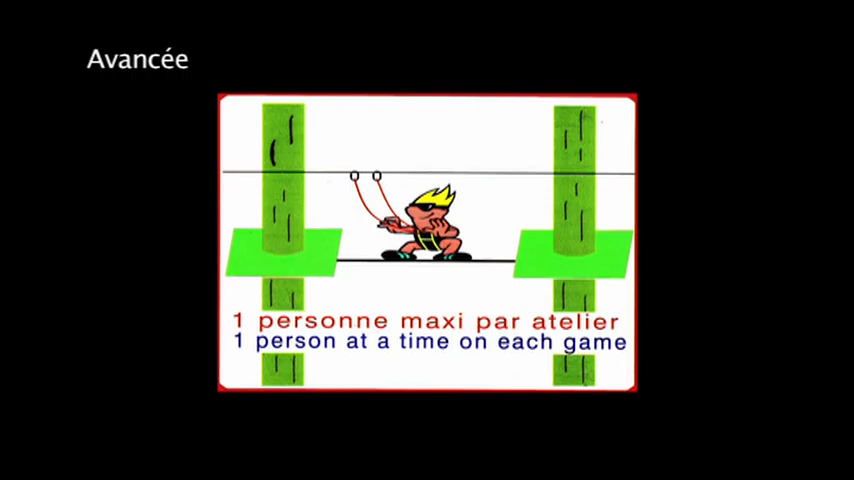 Avancée
1 personne maxi par atelier
1 person at a time on each game